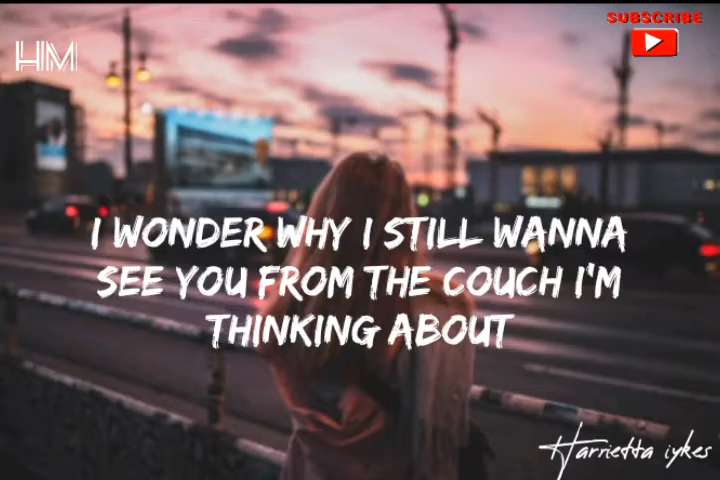 SUBSCRIBE
HM
I WONDER WHY I STILL WANNA
SEE YOU FROM THE COUCH I'M
THINKING ABOUT
Harrietta iykes